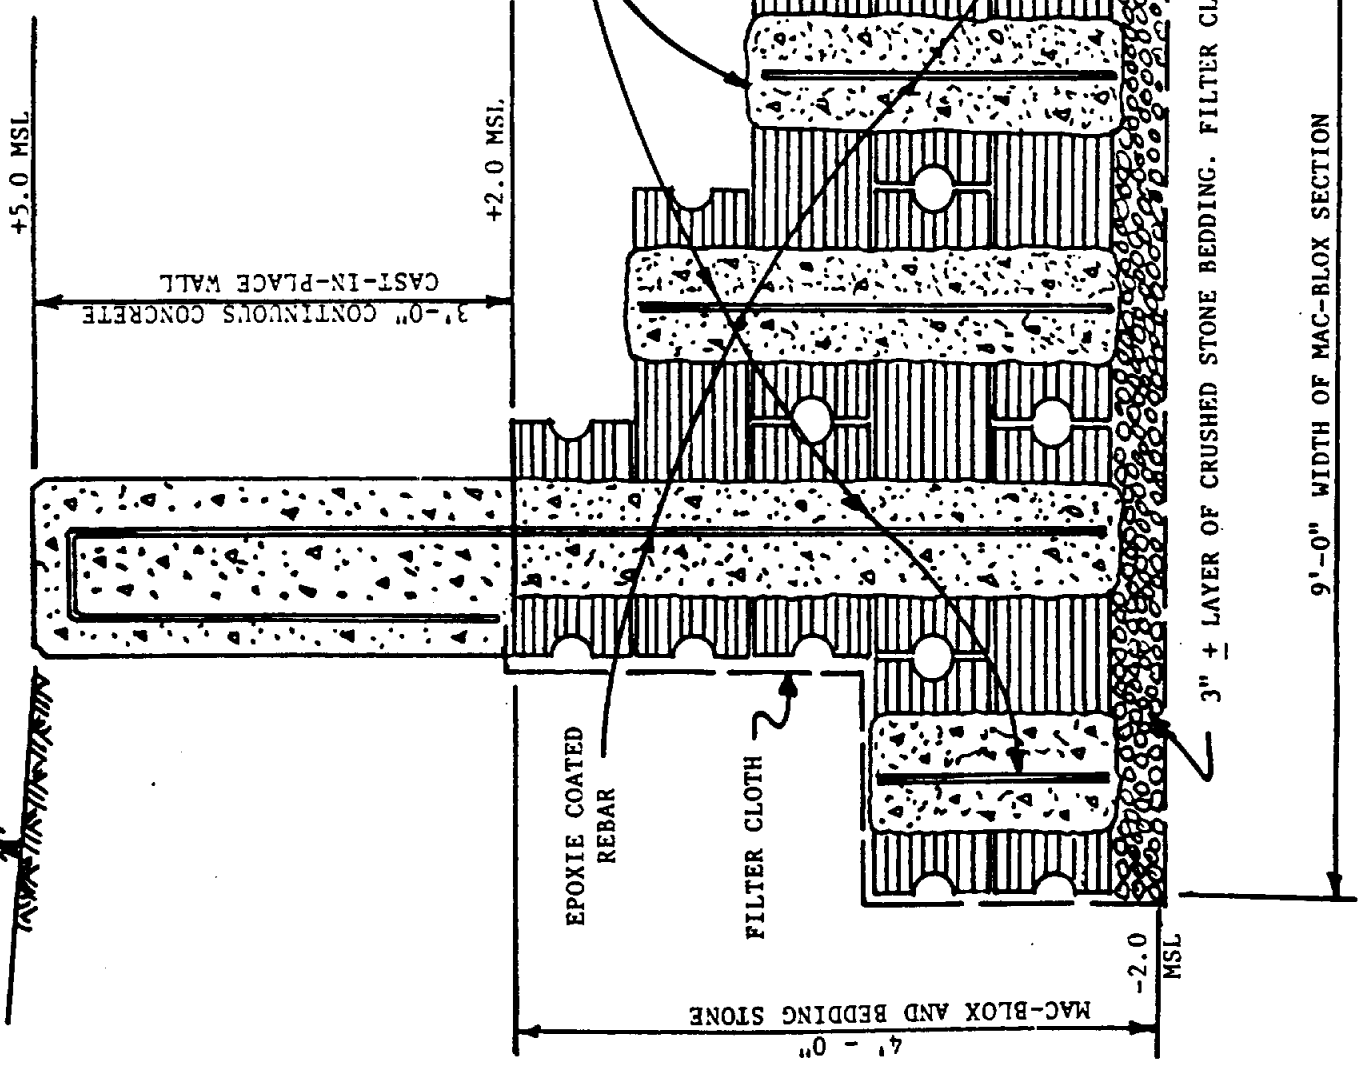 +5.0 MSL
3'-0" CONTINUOUS CONCRETE
CAST-IN-PLACE WALL
+2.0 MSL
EPOXIE COATED
REBAR
FILTER CLOTH
4' - 0"
MAC-BLOX AND BEDDING STONE
-2.0
MSL
3" ± LAYER OF CRUSHED STONE BEDDING. FILTER CL
9'-0" WIDTH OF MAC-BLOX SECTION